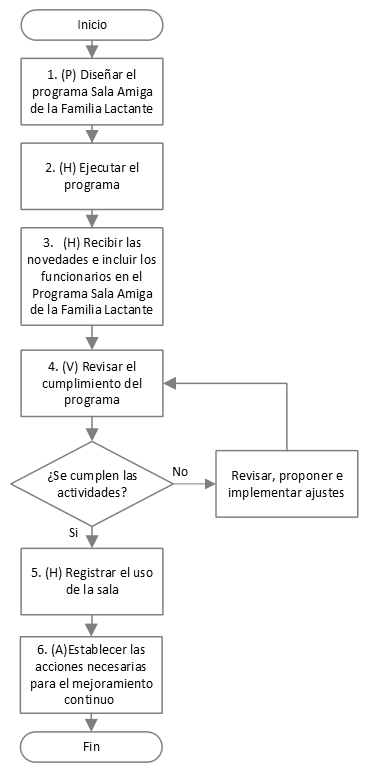 Inicio
1. (P) Diseñar el
programa Sala Amiga
de la Familia Lactante
2. (H) Ejecutar el
programa
3. (H) Recibir las
novedades e incluir los
funcionarios en el
Programa Sala Amiga
de la Familia Lactante
4. (V) Revisar el
cumplimiento del
programa
¿Se cumplen las
actividades?
No
Revisar, proponer e
implementar ajustes
Si
5. (H) Registrar el uso
de la sala
6. (A)Establecer las
acciones necesarias
para el mejoramiento
continuo
Fin